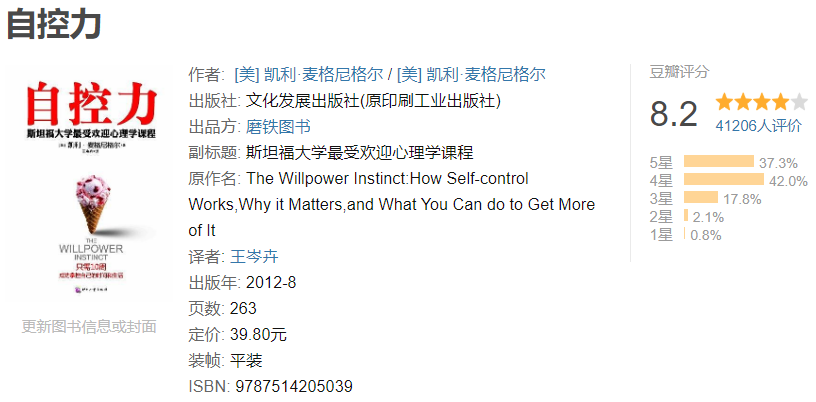 自控力
自控力
斯坦福大学最受欢迎心理学课程
THE
WILLPOWER
INSTINCT
只需10周
更新图书信息或封面
作者: [美] 凯利·麦格尼格尔 / [美] 凯利·麦格尼格尔
出版社: 文化发展出版社(原印刷工业出版社)
出品方: 磨铁图书
副标题: 斯坦福大学最受欢迎心理学课程
原作名: The Willpower Instinct:How Self-control
Works,Why it Matters,and What You Can do to Get More
of It
译者: 王岑卉
出版年: 2012-8
页数: 263
定价: 39.80元
装帧: 平装
ISBN: 9787514205039
豆瓣评分
8.2
41206人评价
5星 37.3%
4星 42.0%
3星 17.8%
2星 2.1%
1星 0.8%